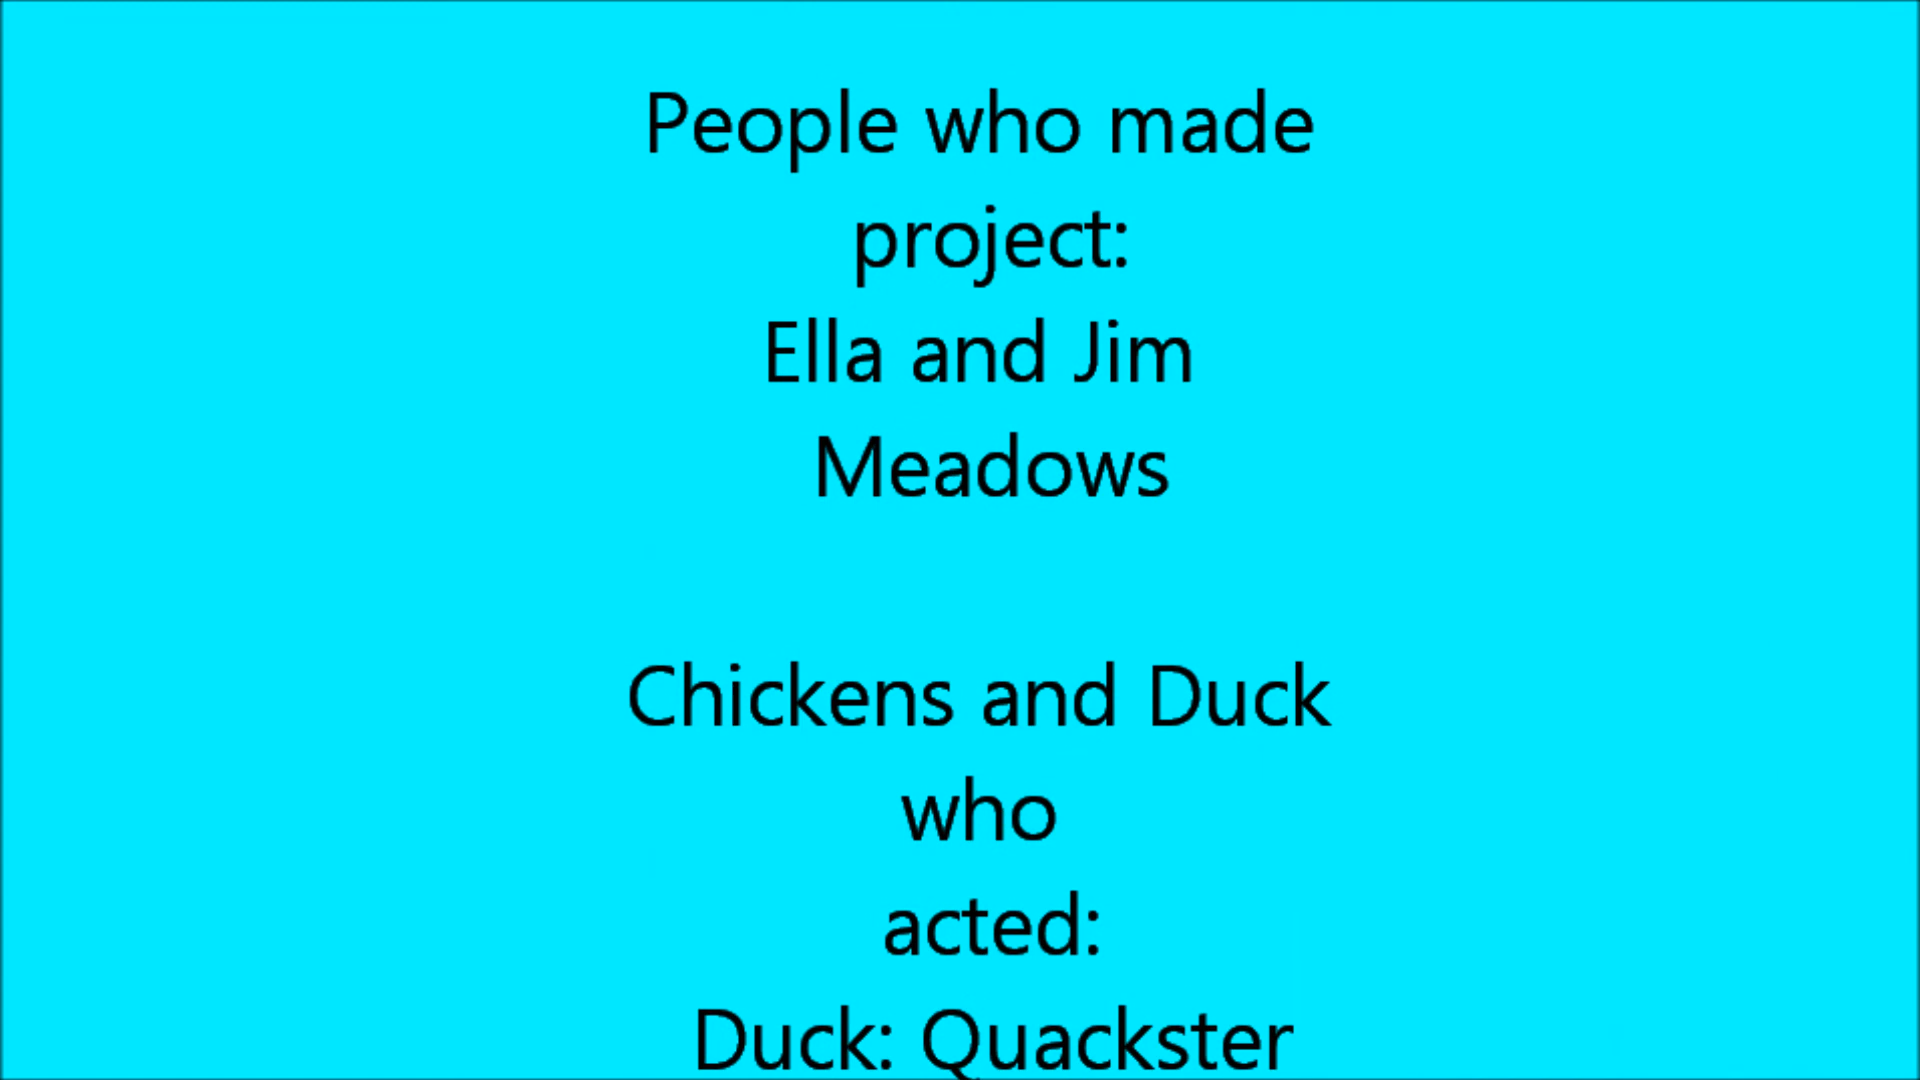 People who made
project:
Ella and Jim
Meadows
Chickens and Duck
who
acted:
Duck: Quackster